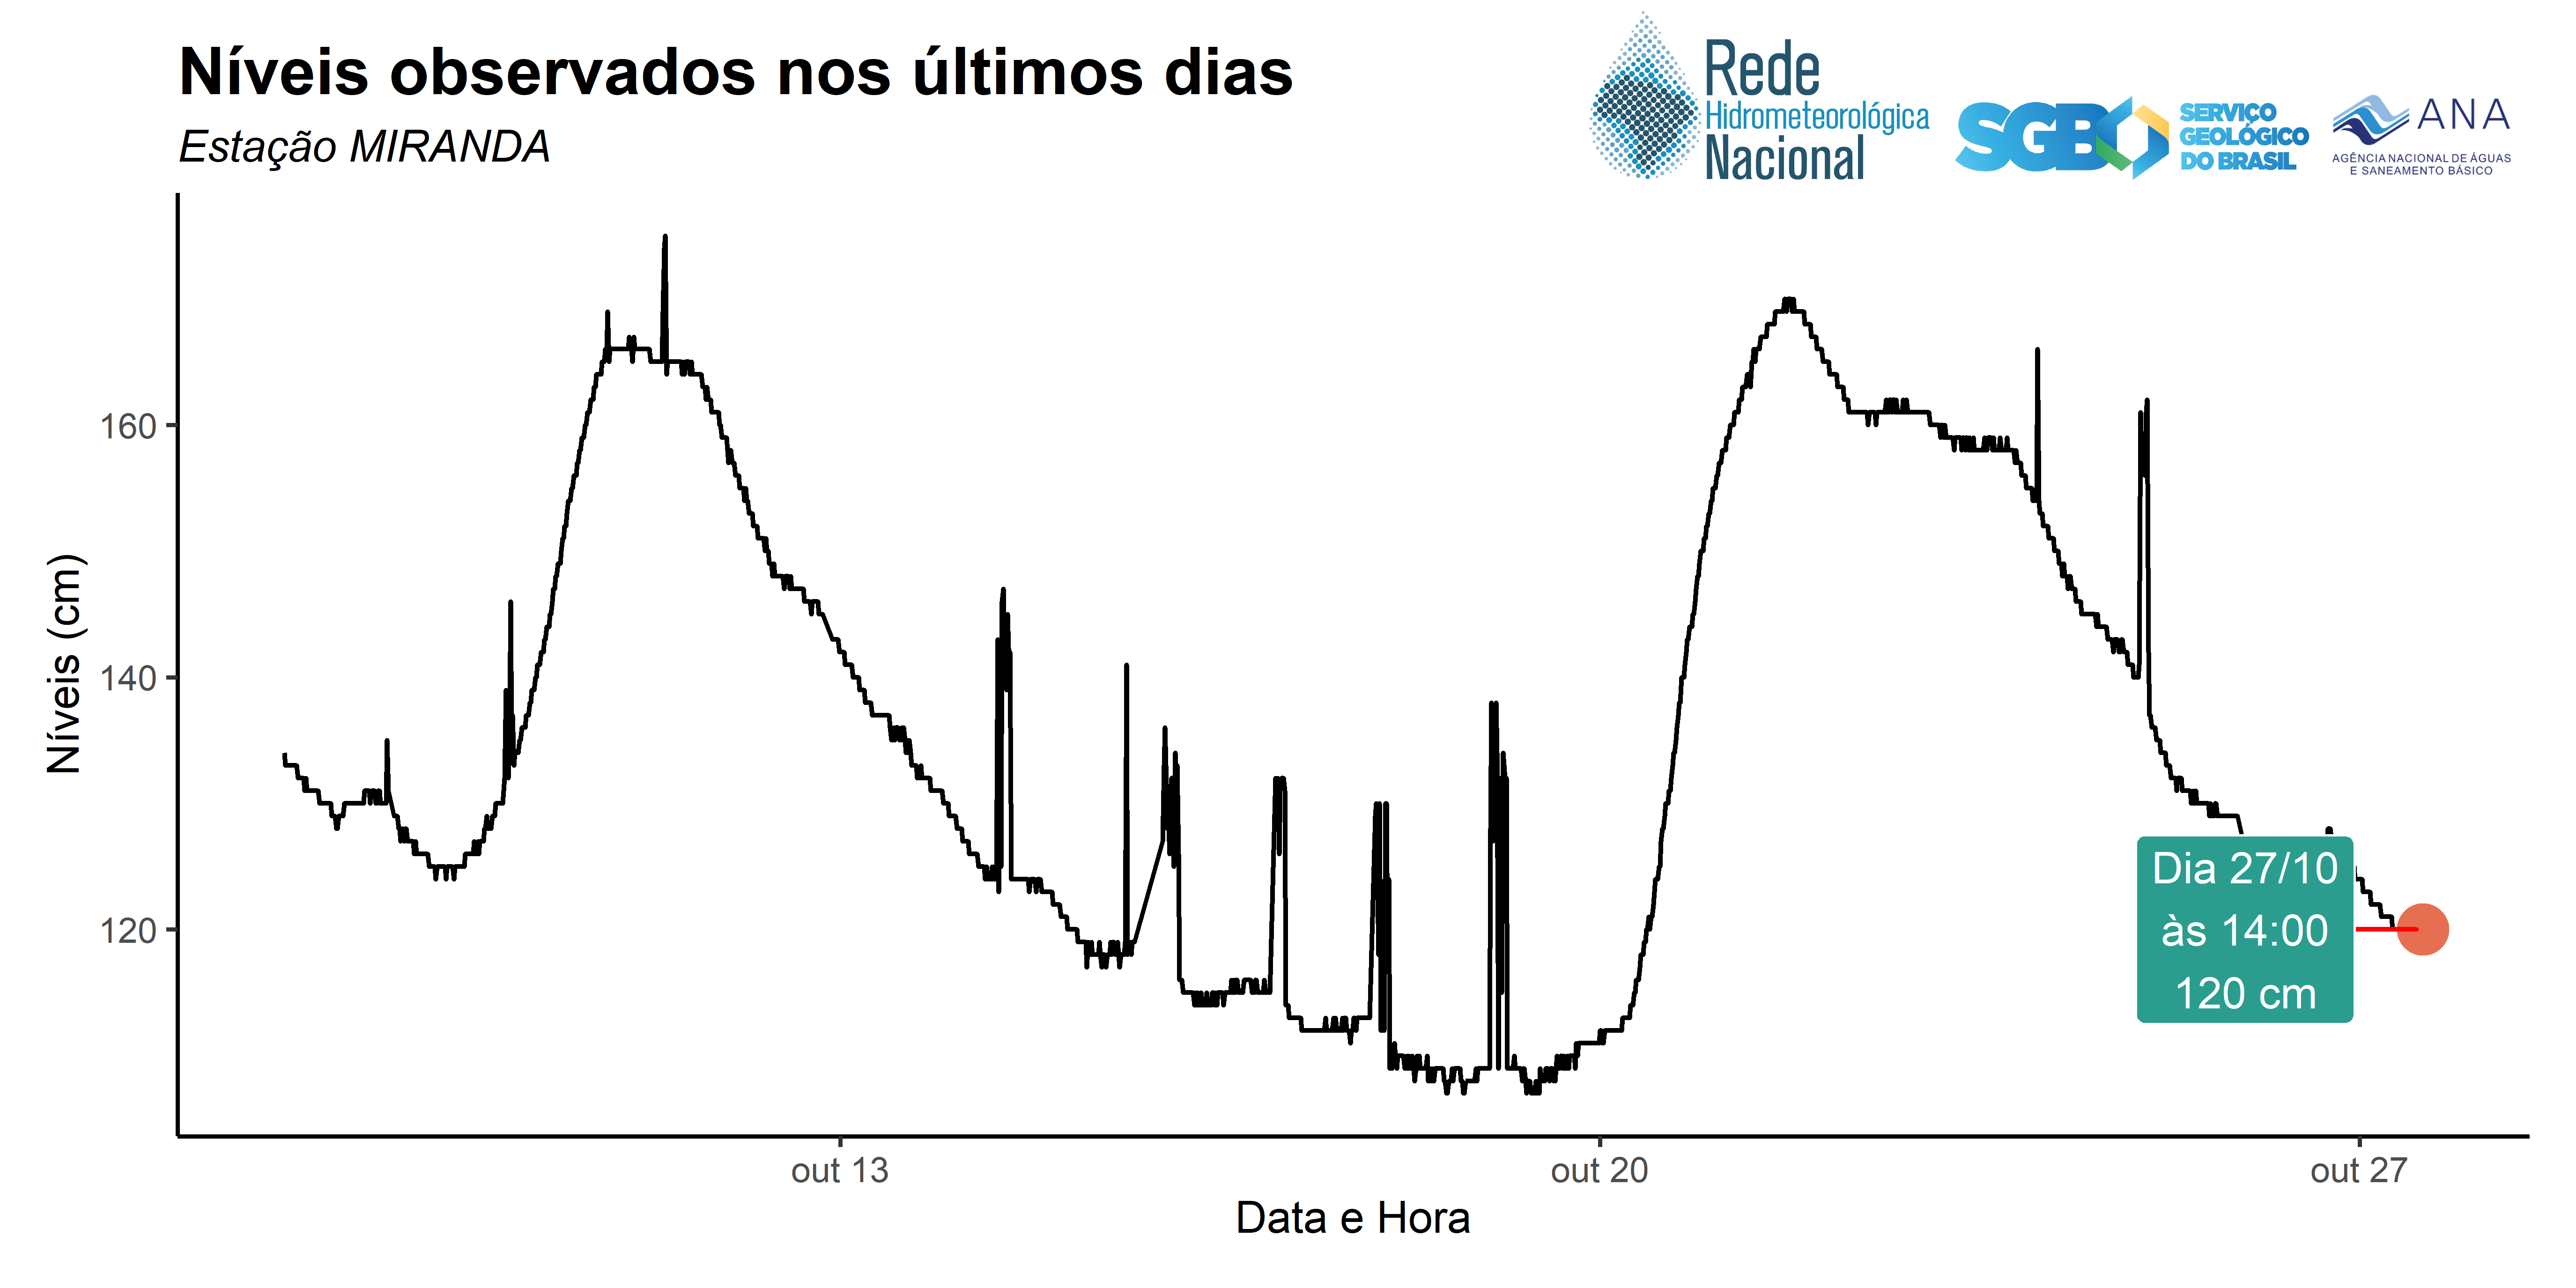 Níveis observados nos últimos dias
Estação MIRANDA
Rede
Hidrometeorológica
Nacional
SGB
SERVIÇO
GEOLÓGICO
DO BRASIL
ANA
AGÊNCIA NACIONAL DE ÁGUAS
E SANEAMENTO BÁSICO
Níveis (cm)
160
140
120
Dia 27/10
às 14:00
120 cm
out 13
out 20
out 27
Data e Hora